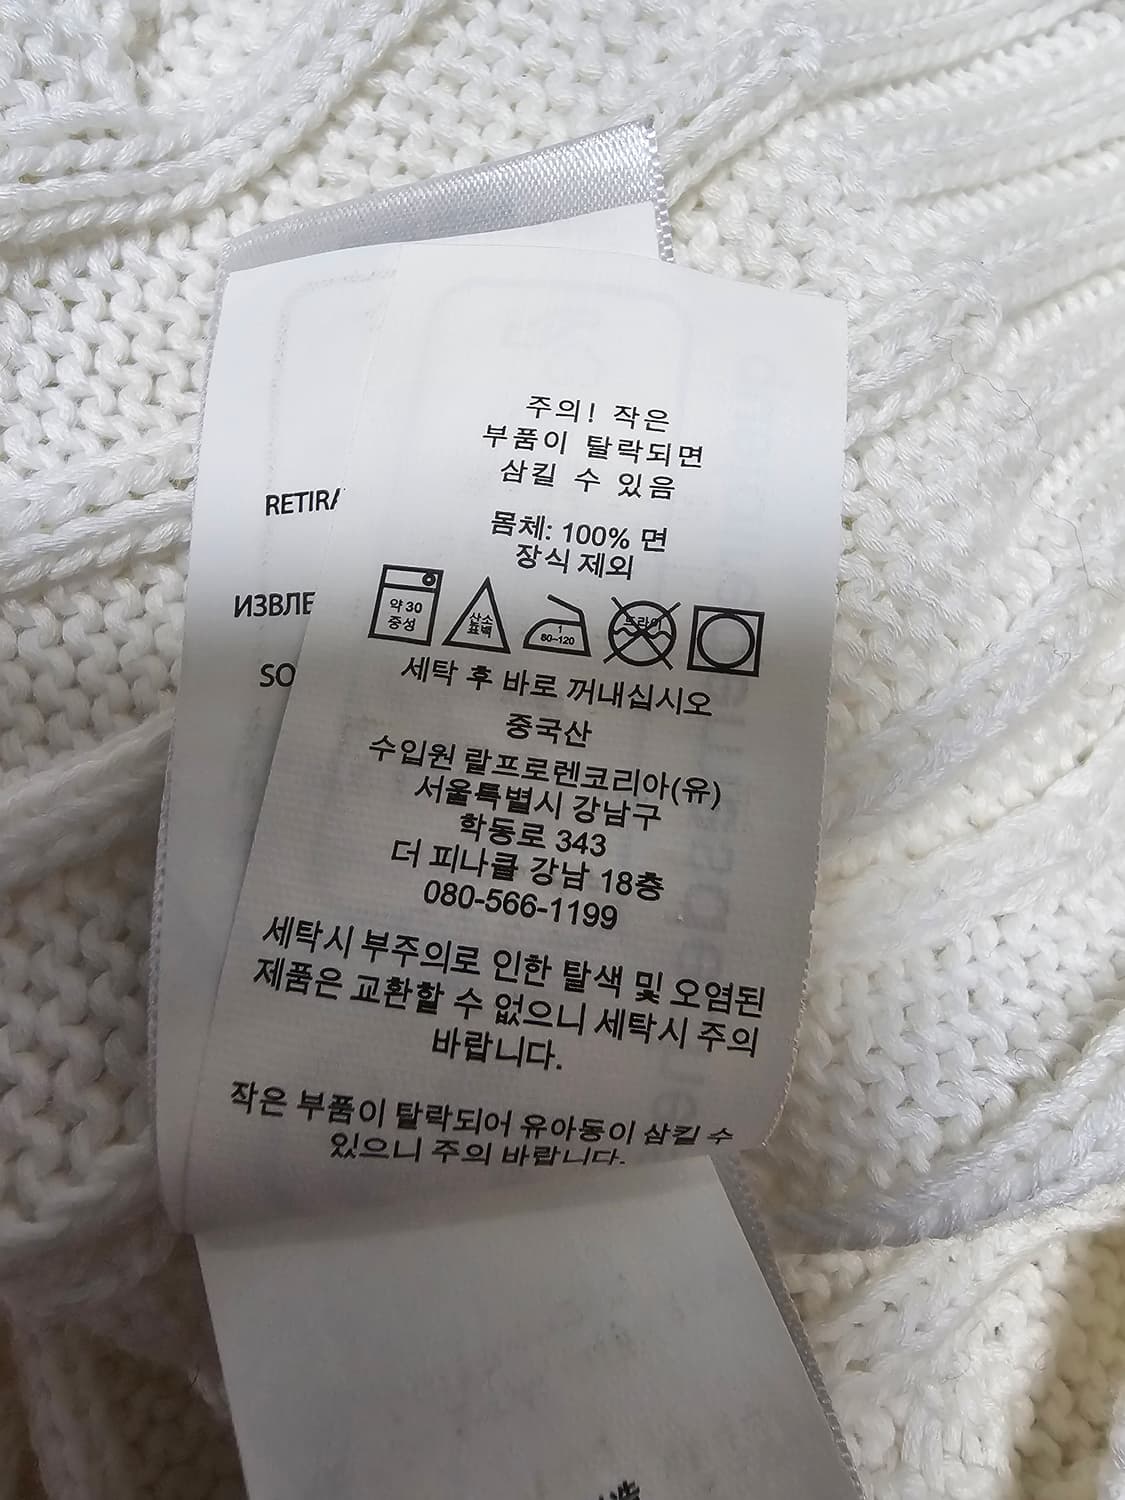 주의! 작은
부품이 탈락되면
삼킬 수 있음
RETIRA
몸체: 100% 면
장식 제외
약 30
중성
산소
표백
1
80~120
드라이
ИЗВЛЕ
SO
세탁 후 바로 꺼내십시오
중국산
수입원 랄프로렌코리아(유)
서울특별시 강남구
학동로 343
더 피나클 강남 18층
080-566-1199
세탁시 부주의로 인한 탈색 및 오염된
제품은 교환할 수 없으니 세탁시 주의
바랍니다.
작은 부품이 탈락되어 유아동이 삼킬 수
있으니 주의 바랍니다.